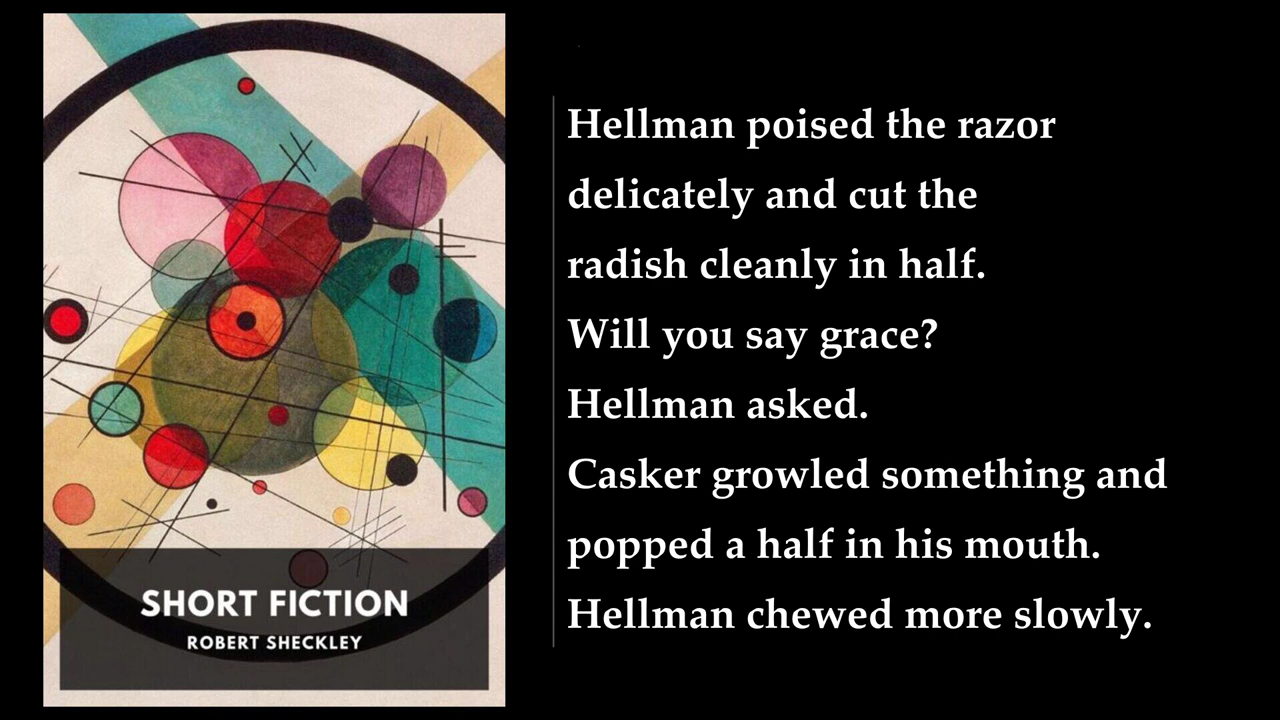 SHORT FICTION
ROBERT SHECKLEY
Hellman poised the razor
delicately and cut the
radish cleanly in half.
Will you say grace?
Hellman asked.
Casker growled something and
popped a half in his mouth.
Hellman chewed more slowly.